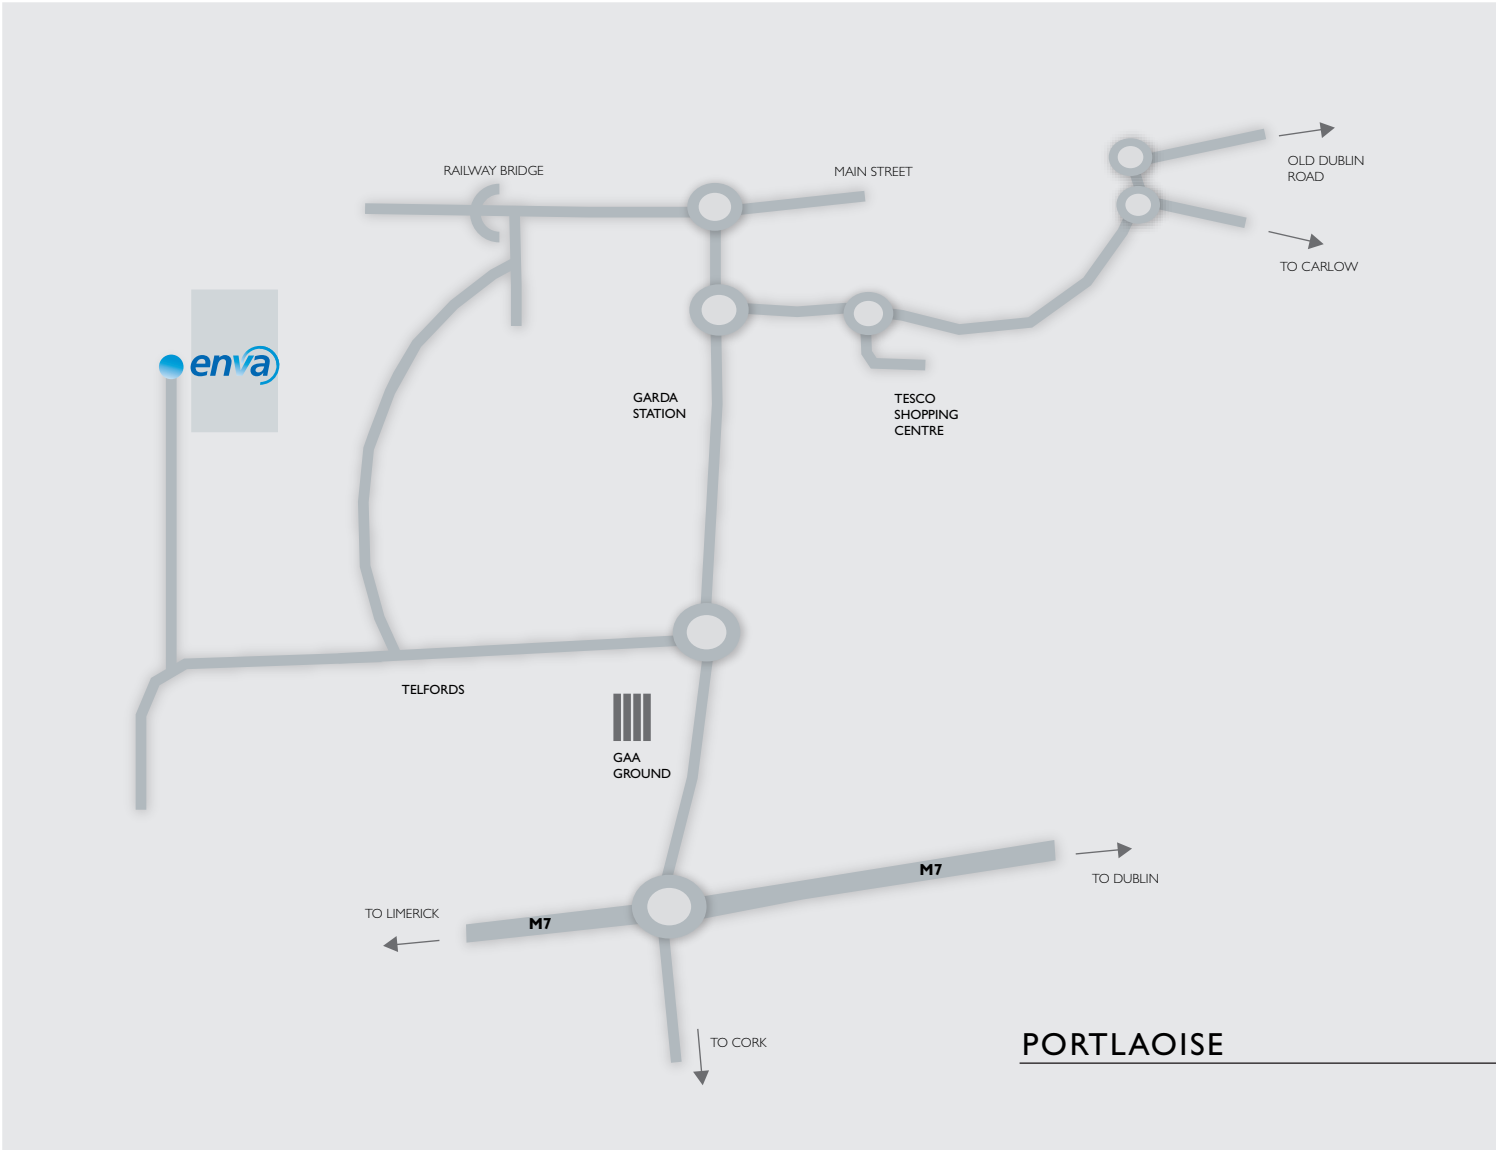 RAILWAY BRIDGE
MAIN STREET
OLD DUBLIN
ROAD
TO CARLOW
enva
GARDA
STATION
TESCO
SHOPPING
CENTRE
TELFORDS
GAA
GROUND
M7
TO DUBLIN
TO LIMERICK
M7
TO CORK
PORTLAOISE